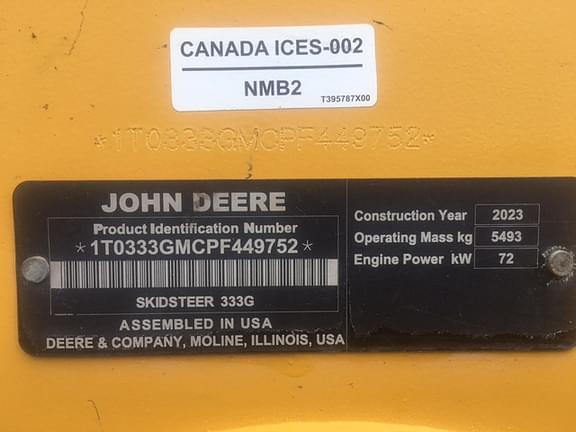 CANADA ICES-002
NMB2
T395787X00
*1T0333GMCPF449752*
JOHN DEERE
Product Identification Number
*1T0333GMCPF449752*
SKIDSTEER 333G
ASSEMBLED IN USA
DEERE & COMPANY, MOLINE, ILLINOIS, USA
Construction Year 2023
Operating Mass kg 5493
Engine Power kW 72